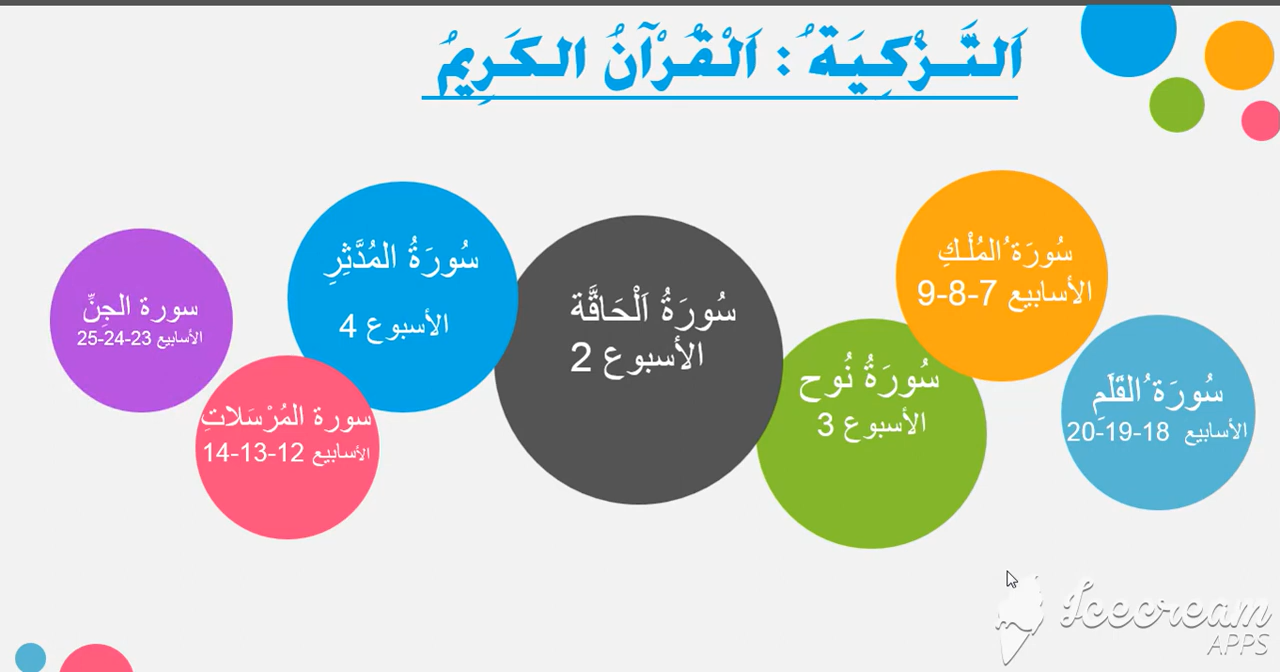 اَلتَّــزْكِيَةُ : اَلْقُرْآنُ الكَرِيمُ
سُورَةُ المُلْـكِ
الأسابيع 7-8-9
سُورَةُ القَلَمِ
الأسابيع 18-19-20
سُورَةُ نُوح
الأسبوع 3
سُورَةُ اَلْحَاقَّة
الأسبوع 2
سُورَةُ المُدَّثِرِ
الأسبوع 4
سورة المُرْسَلاتِ
الأسابيع 12-13-14
سورة الجِنِّ
الأسابيع 23-24-25
Icecream
APPS